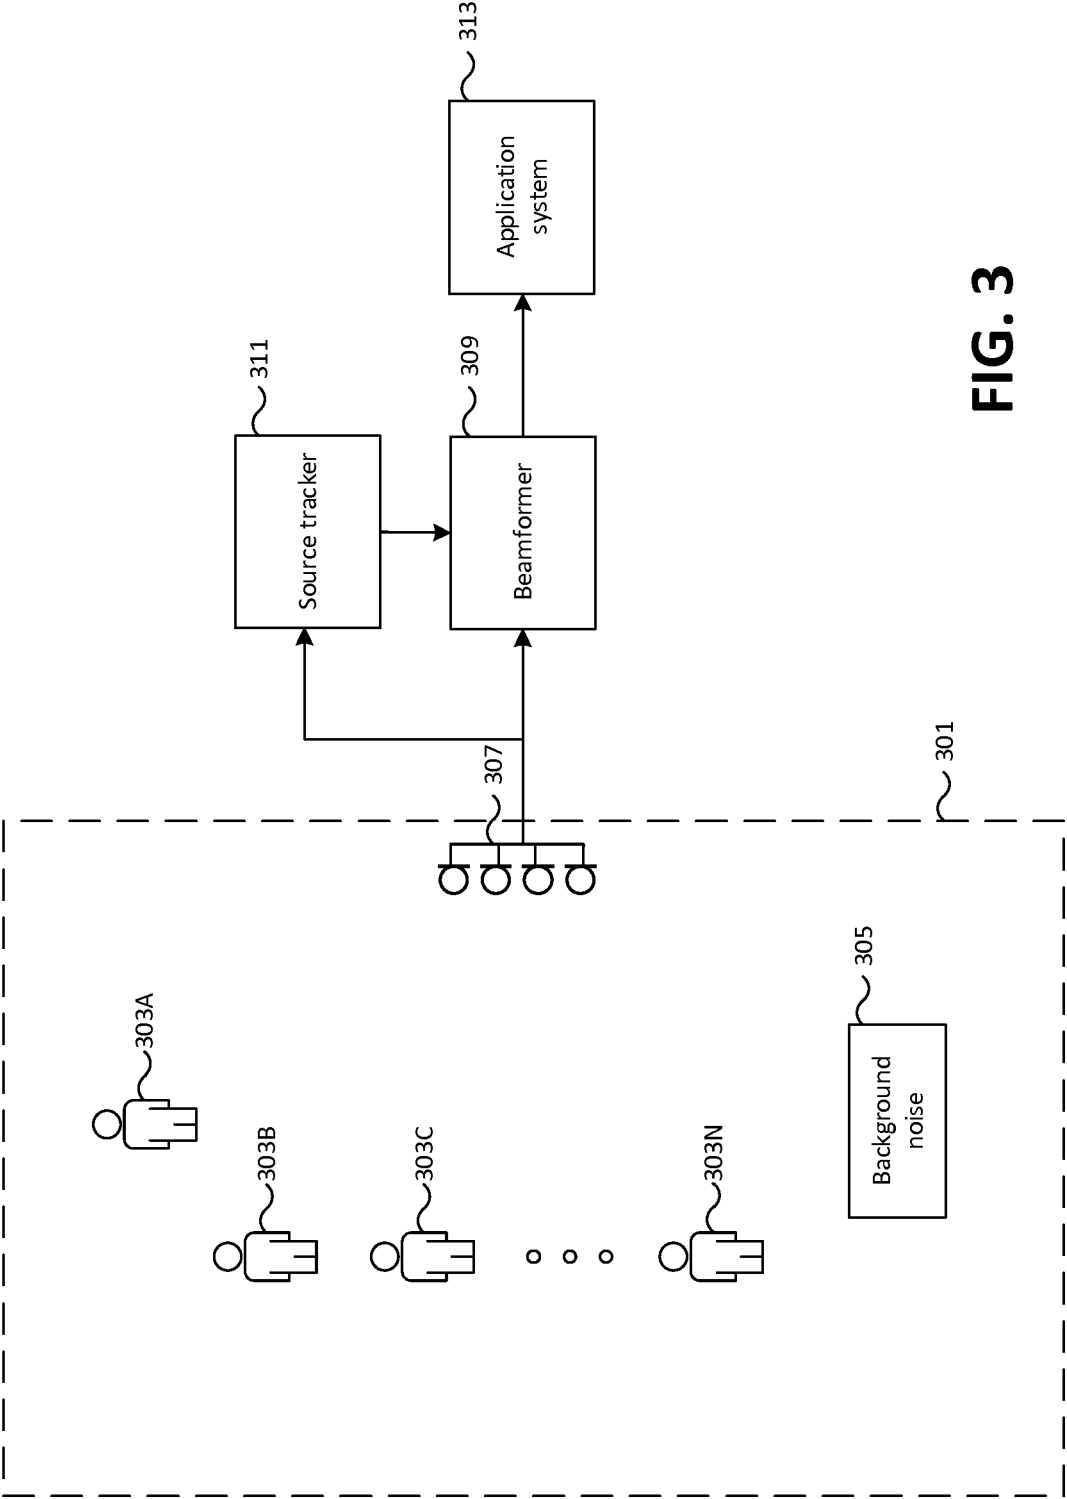 303A
303B
303C
303N
305
Background
noise
307
301
311
Source tracker
309
Beamformer
313
Application
system
FIG. 3